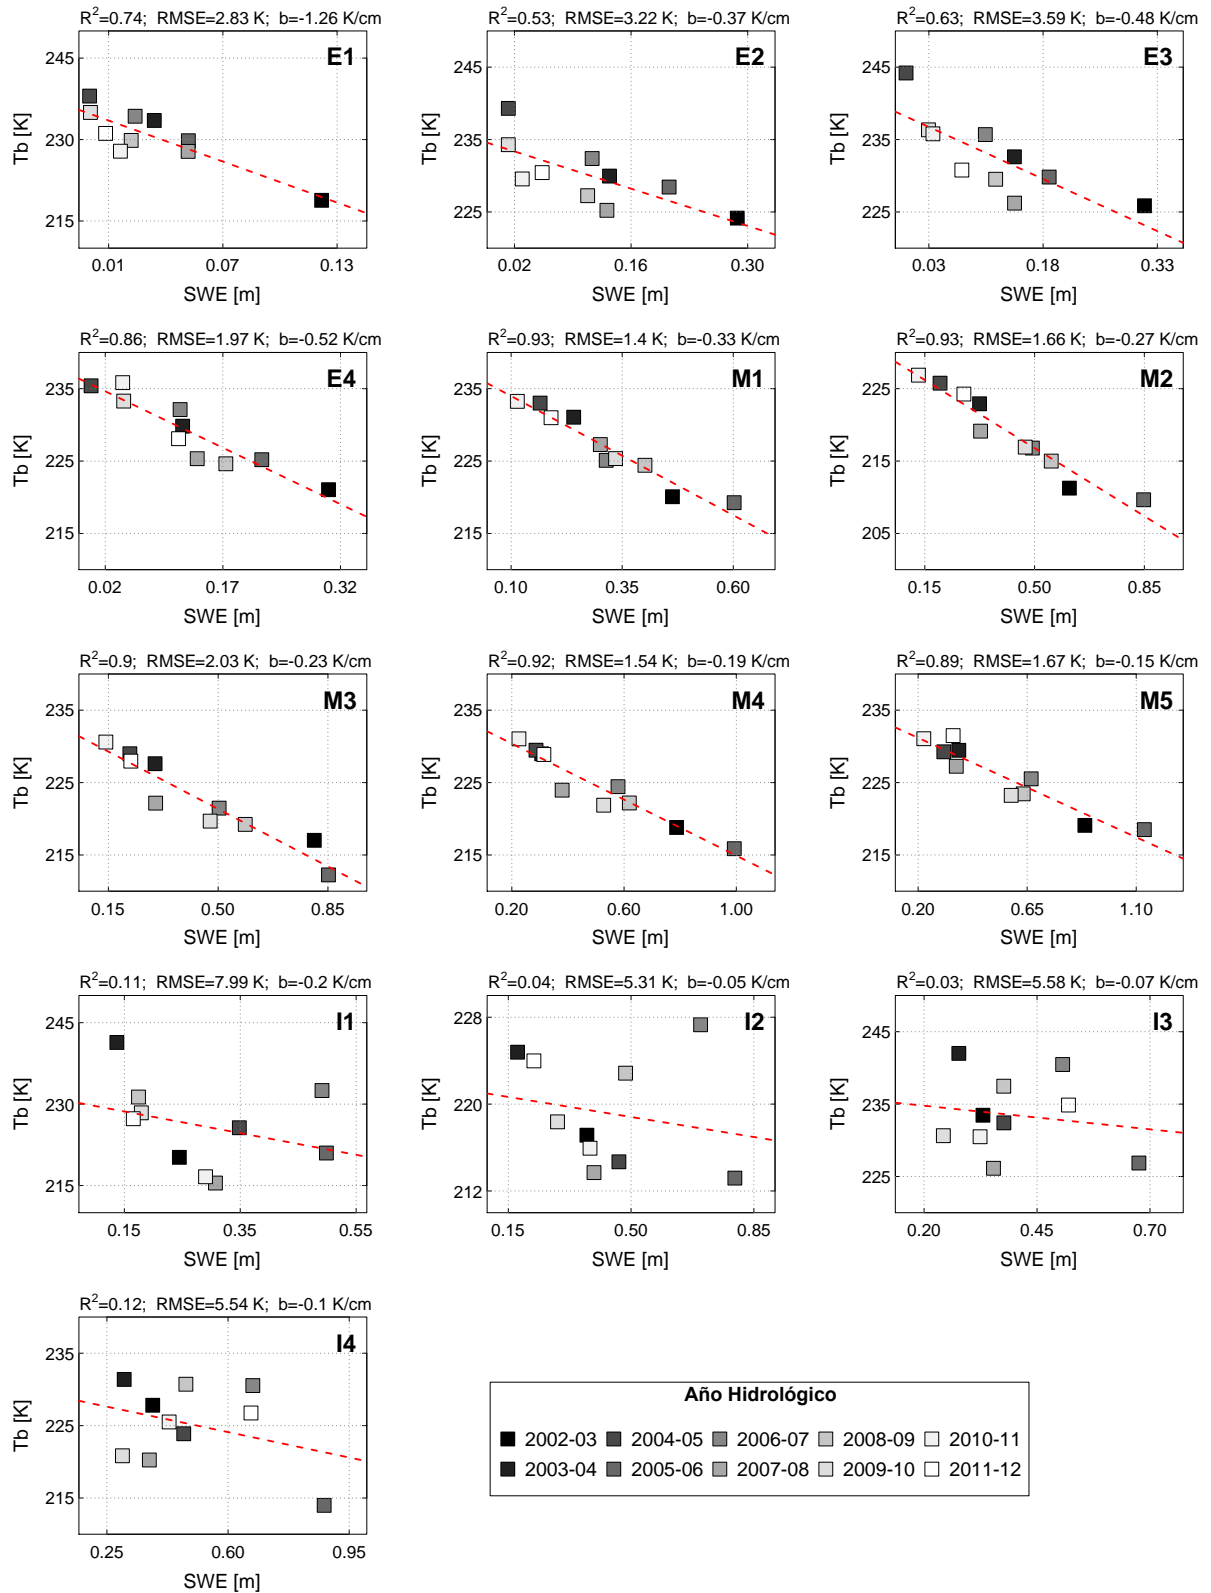 R²=0.74;  RMSE=2.83 K;  b=-1.26 K/cm
E1
245
230
215
Tb [K]
0.01 0.07 0.13
SWE [m]
R²=0.53;  RMSE=3.22 K;  b=-0.37 K/cm
E2
245
235
225
Tb [K]
0.02 0.16 0.30
SWE [m]
R²=0.63;  RMSE=3.59 K;  b=-0.48 K/cm
E3
245
235
225
Tb [K]
0.03 0.18 0.33
SWE [m]
R²=0.86;  RMSE=1.97 K;  b=-0.52 K/cm
E4
235
225
215
Tb [K]
0.02 0.17 0.32
SWE [m]
R²=0.93;  RMSE=1.4 K;  b=-0.33 K/cm
M1
235
225
215
Tb [K]
0.10 0.35 0.60
SWE [m]
R²=0.93;  RMSE=1.66 K;  b=-0.27 K/cm
M2
225
215
205
Tb [K]
0.15 0.50 0.85
SWE [m]
R²=0.9;  RMSE=2.03 K;  b=-0.23 K/cm
M3
235
225
215
Tb [K]
0.15 0.50 0.85
SWE [m]
R²=0.92;  RMSE=1.54 K;  b=-0.19 K/cm
M4
235
225
215
Tb [K]
0.20 0.60 1.00
SWE [m]
R²=0.89;  RMSE=1.67 K;  b=-0.15 K/cm
M5
235
225
215
Tb [K]
0.20 0.65 1.10
SWE [m]
R²=0.11;  RMSE=7.99 K;  b=-0.2 K/cm
I1
245
230
215
Tb [K]
0.15 0.35 0.55
SWE [m]
R²=0.04;  RMSE=5.31 K;  b=-0.05 K/cm
I2
228
220
212
Tb [K]
0.15 0.50 0.85
SWE [m]
R²=0.03;  RMSE=5.58 K;  b=-0.07 K/cm
I3
245
235
225
Tb [K]
0.20 0.45 0.70
SWE [m]
R²=0.12;  RMSE=5.54 K;  b=-0.1 K/cm
I4
235
225
215
Tb [K]
0.25 0.60 0.95
SWE [m]
Año Hidrológico
2002-03 2004-05 2006-07 2008-09 2010-11
2003-04 2005-06 2007-08 2009-10 2011-12